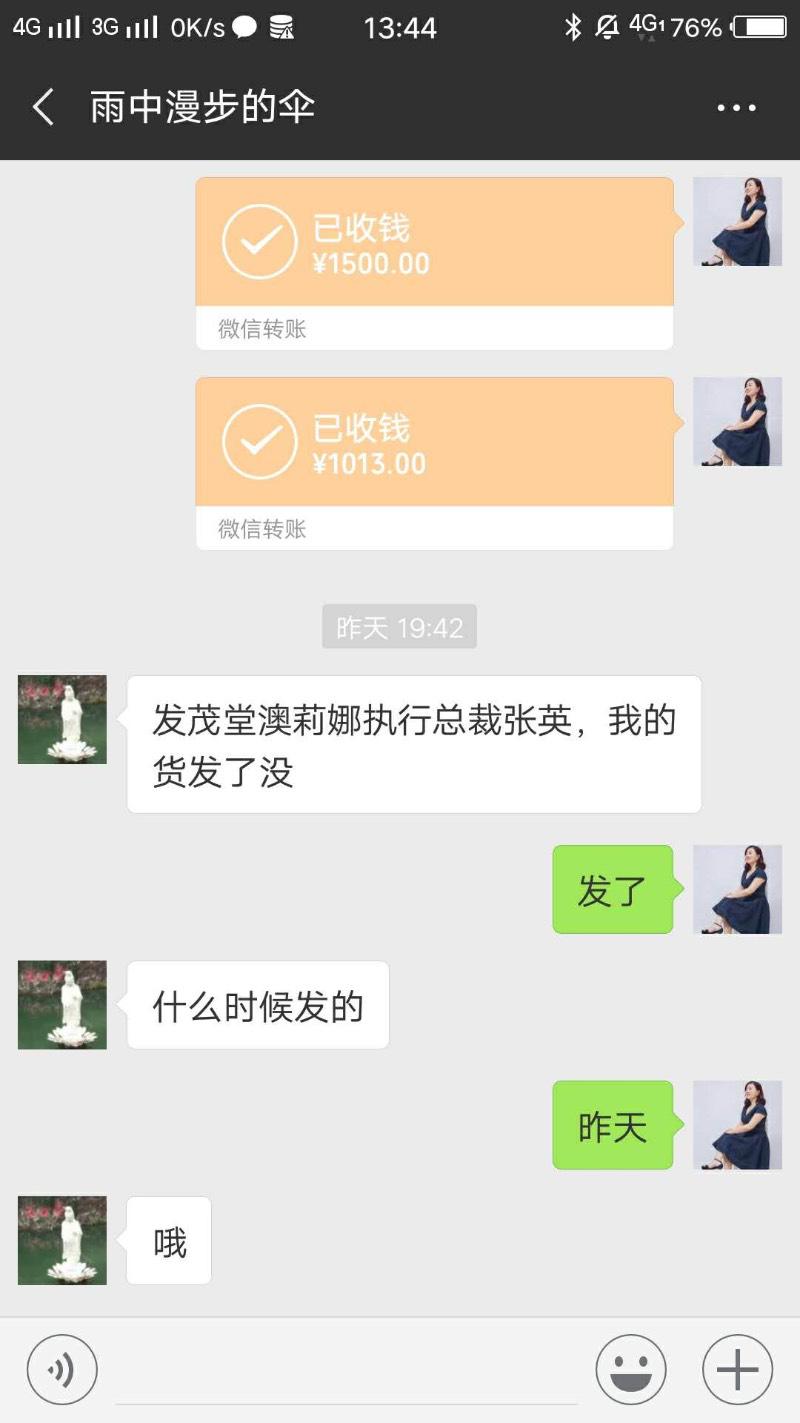 4G 3G 0K/s 13:44 4G1 76%
雨中漫步的伞
已收钱
¥1500.00
微信转账
已收钱
¥1013.00
微信转账
昨天 19:42
发茂堂澳莉娜执行总裁张英，我的
货发了没
发了
什么时候发的
昨天
哦